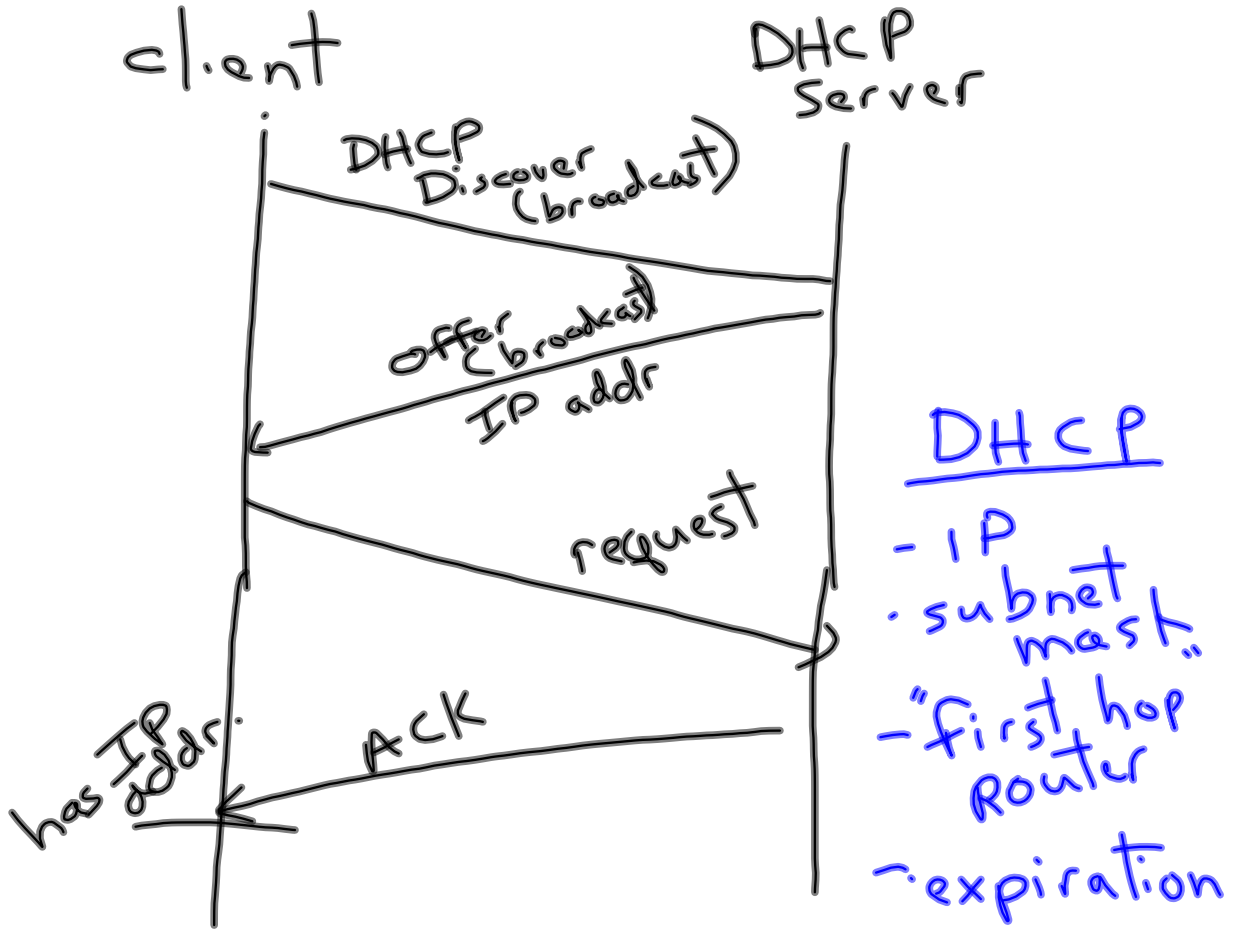 client
DHCP
Server
DHCP
Discover
(broadcast)
Offer
(broadcast)
IP addr
request
ACK
has IP
addr.
DHCP
- IP
· subnet
mask"
- "first hop
Router
- expiration